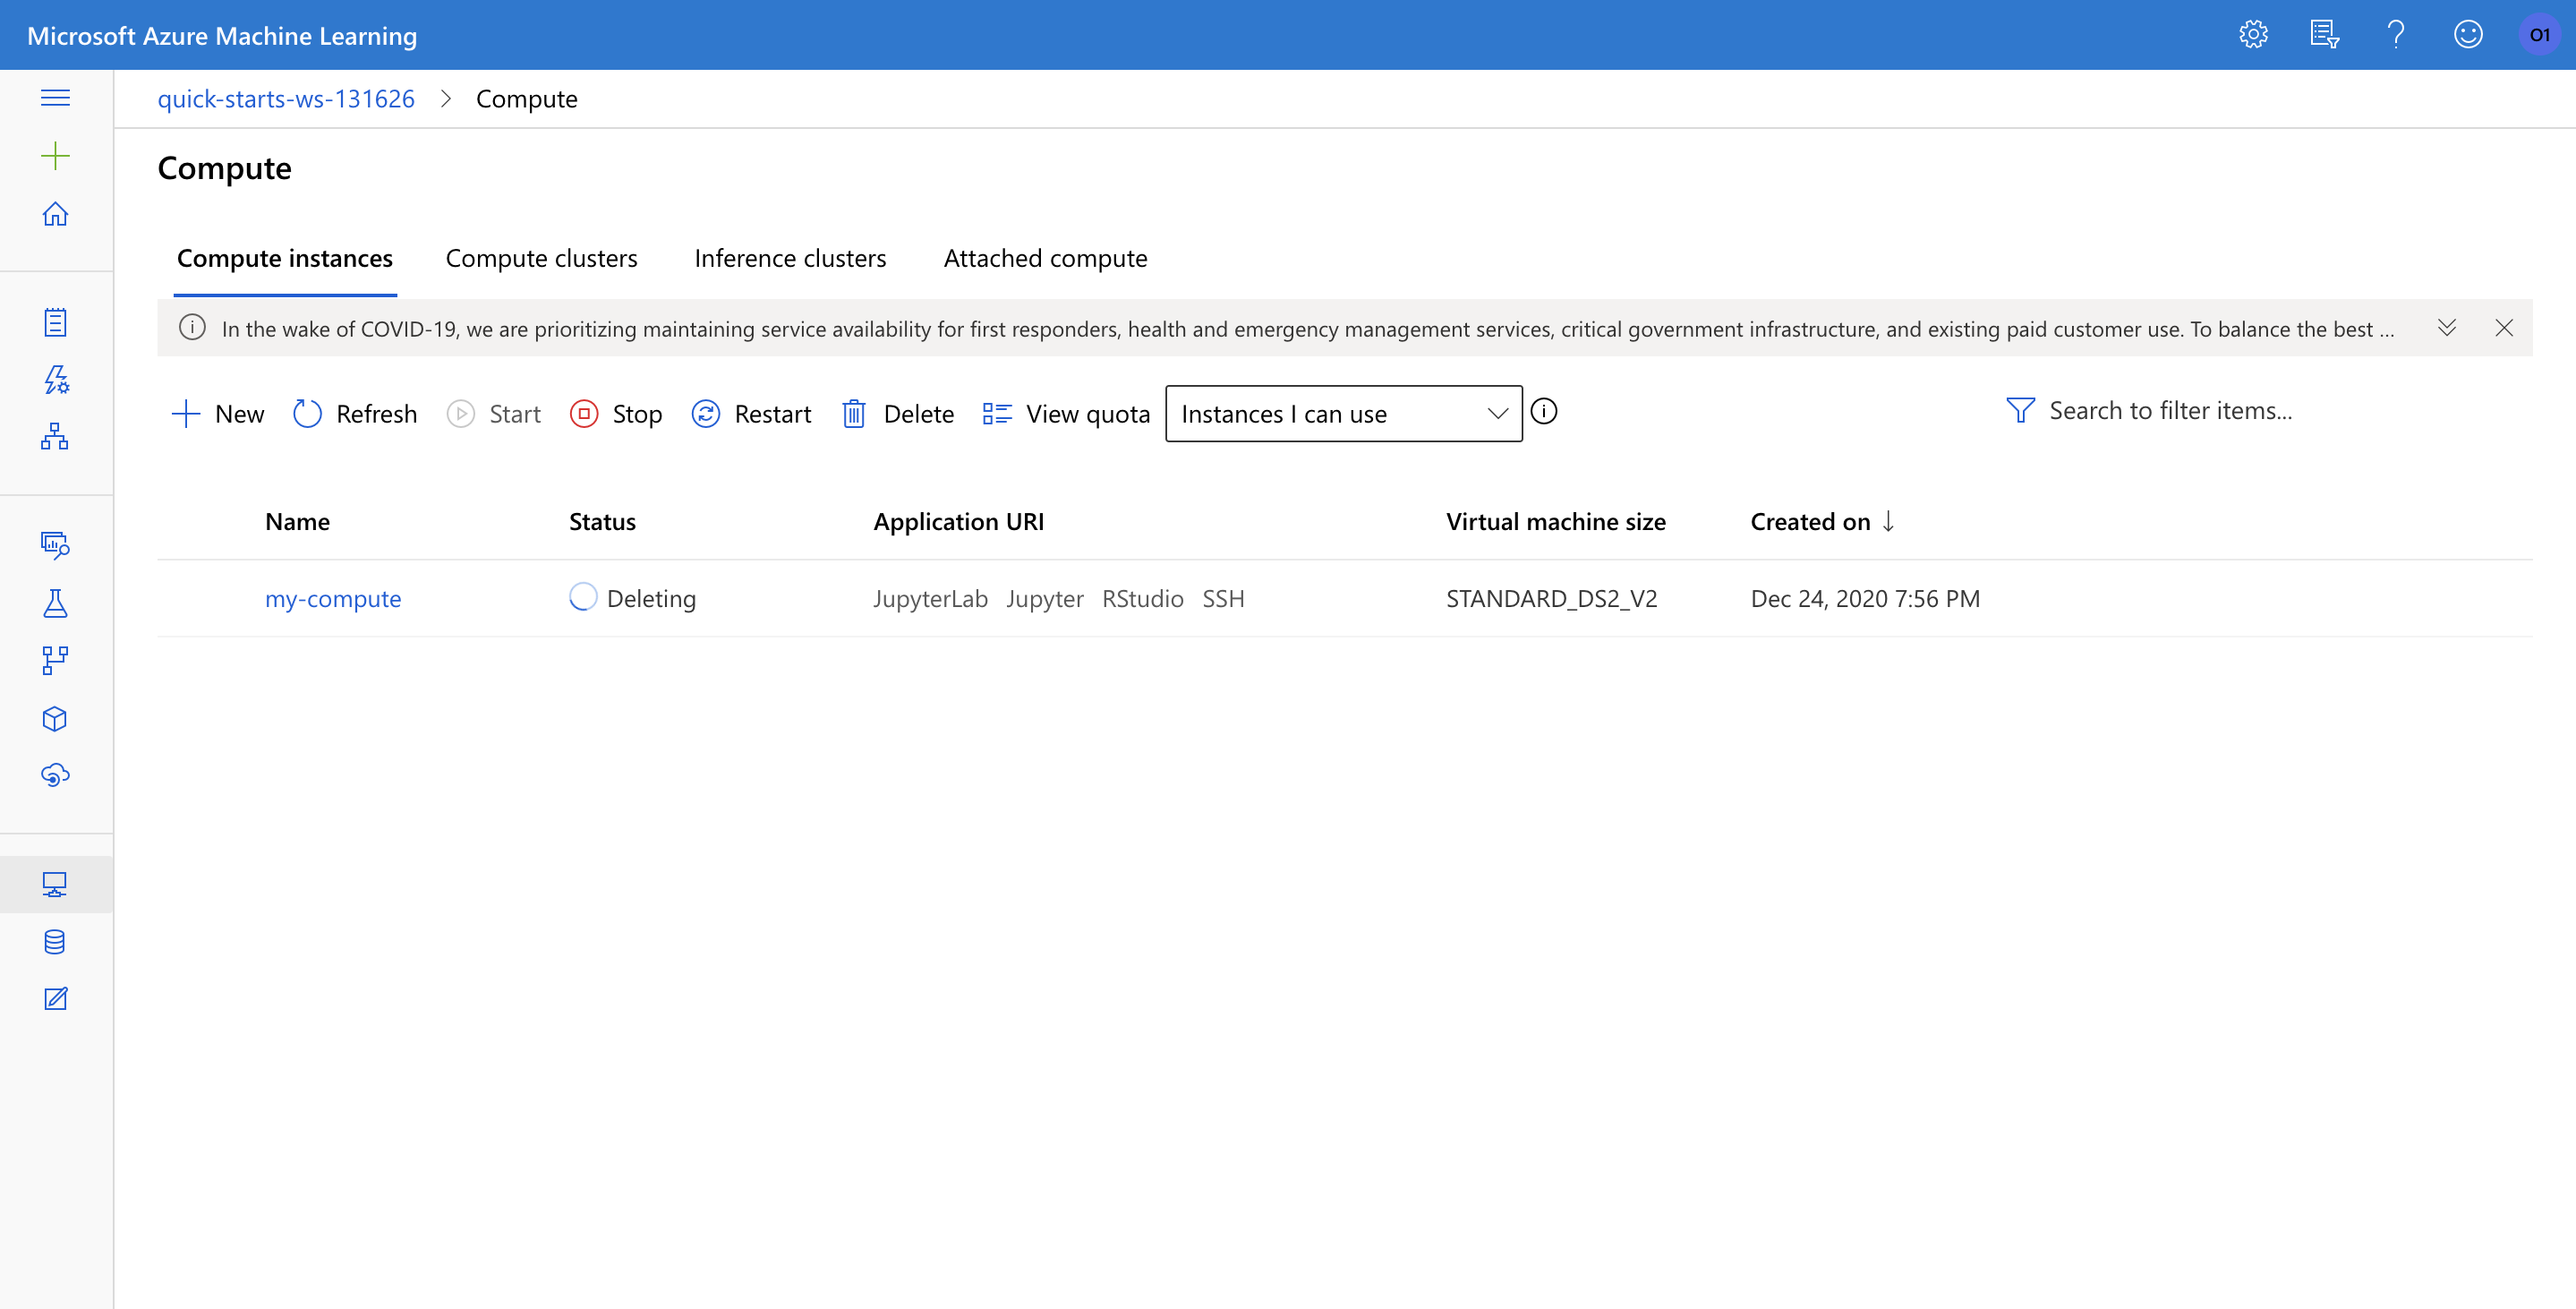 Microsoft Azure Machine Learning
O1
quick-starts-ws-131626 > Compute
Compute
Compute instances Compute clusters Inference clusters Attached compute
In the wake of COVID-19, we are prioritizing maintaining service availability for first responders, health and emergency management services, critical government infrastructure, and existing paid customer use. To balance the best ...
New Refresh Start Stop Restart Delete View quota Instances I can use Search to filter items...
Name Status Application URI Virtual machine size Created on ↓
my-compute Deleting JupyterLab Jupyter RStudio SSH STANDARD_DS2_V2 Dec 24, 2020 7:56 PM